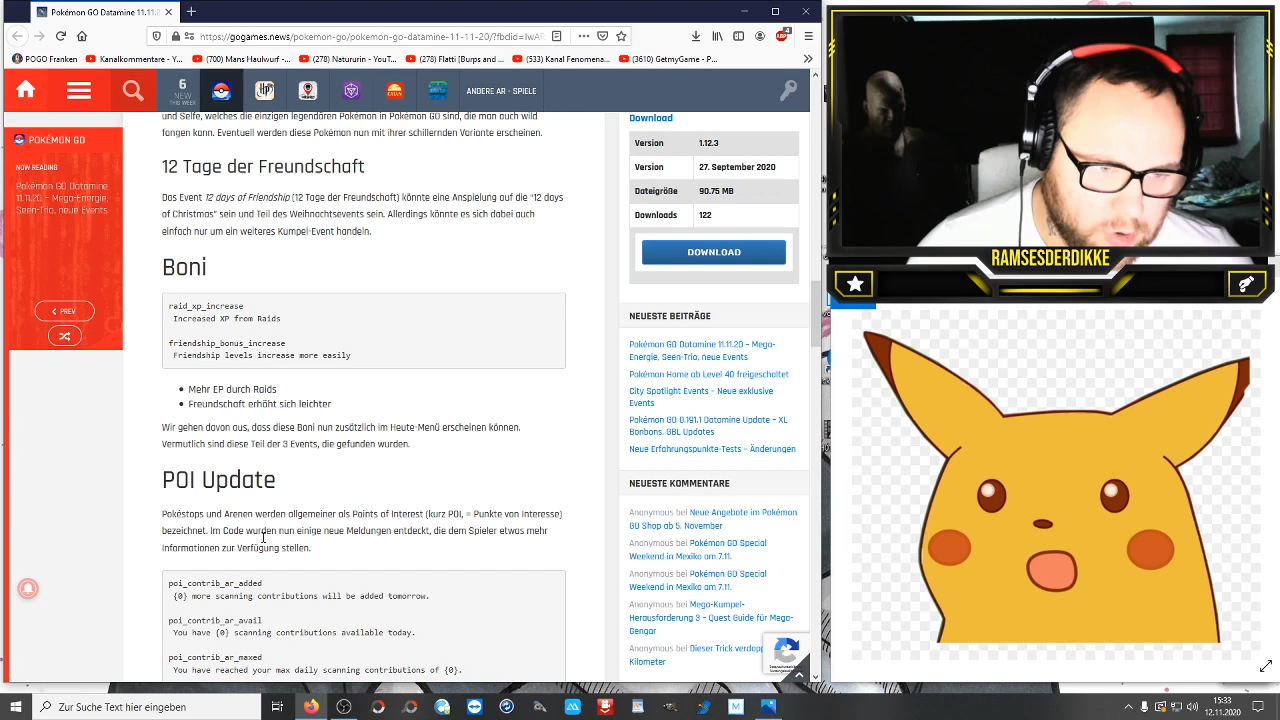 Pokémon GO Datamine 11.11.2
https://gogames.news/pokemon-go/pokemon-go-datamine-11-11-20/?fbdid=IwAR
POGO Franken
Kanalkommentare - Y...
(700) Mans Haulwurf -...
(278) Natururin - YouT...
(278) Flatti [Burps and ...
(533) Kanal Fenomena...
(3610) GetmyGame - P...
6
NEW
THIS WEEK
ANDERE AR - SPIELE
POKÉMON GO
NOW READING
Pokémon GO Datamine
11.11.20 – Mega-Energie,
Seen-Trio, neue Events
PREV
und Selfe, welches die einzigen legendären Pokémon in Pokémon GO sind, die man auch wild
fangen kann. Eventuell werden diese Pokémon nun mit ihrer schillernden Variante erscheinen.
12 Tage der Freundschaft
Das Event 12 days of Friendship (12 Tage der Freundschaft) könnte eine Anspielung auf die "12 days
of Christmas" sein und Teil des Weihnachtsevents sein. Allerdings könnte es sich dabei auch
einfach nur um ein weiteres Kumpel-Event handeln.
Boni
raid_xp_increase
Increased XP from Raids
friendship_bonus_increase
Friendship levels increase more easily
Mehr EP durch Raids
Freundschaft erhöht sich leichter
Wir gehen davon aus, dass diese Boni nun zusätzlich im Heute-Menü erscheinen können.
Vermutlich sind diese Teil der 3 Events, die gefunden wurden.
POI Update
Pokéstops und Arenen werden allgemeiner als Points of Interest (kurz POI, = Punkte von Interesse)
bezeichnet. Im Code wurden nun einige neue Meldungen entdeckt, die dem Spieler etwas mehr
Informationen zur Verfügung stellen.
poi_contrib_ar_added
{0} more scanning contributions will be added tomorrow.
poi_contrib_ar_avail
You have {0} scanning contributions available today.
poi_contrib_ar_maxed
You have reached your max daily scanning contributions of {0}.
Download
Version 1.12.3
Version 27. September 2020
Dateigröße 90.75 MB
Downloads 122
DOWNLOAD
NEUESTE BEITRÄGE
Pokémon GO Datamine 11.11.20 – Mega-
Energie, Seen-Trio, neue Events
Pokémon Home ab Level 40 freigeschaltet
City Spotlight Events – Neue exklusive
Events
Pokémon GO 0.191.1 Datamine Update – XL
Bonbons, GBL Updates
Neue Erfahrungspunkte-Tests – Änderungen
NEUESTE KOMMENTARE
Anonymous bei Neue Angebote im Pokémon
GO Shop ab 5. November
Anonymous bei Pokémon GO Special
Weekend in Mexiko am 7.11.
Anonymous bei Pokémon GO Special
Weekend in Mexiko am 7.11.
Anonymous bei Mega-Kumpel-
Herausforderung 3 – Quest Guide für Mega-
Gengar
Anonymous bei Dieser Trick verdopp
Kilometer
RAMSESDERDIKKE
Zur Suche Text hier eingeben
15:33
12.11.2020